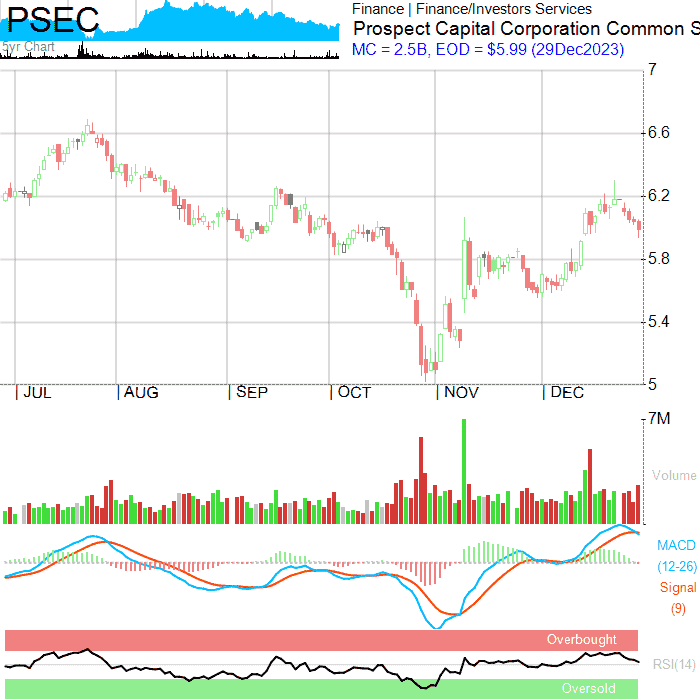 PSEC
5yr Chart
Finance | Finance/Investors Services
Prospect Capital Corporation Common S
MC = 2.5B, EOD = $5.99 (29Dec2023)
7
6.6
6.2
5.8
5.4
5
JUL AUG SEP OCT NOV DEC
7M
Volume
MACD
(12-26)
Signal
(9)
Overbought
RSI(14)
Oversold